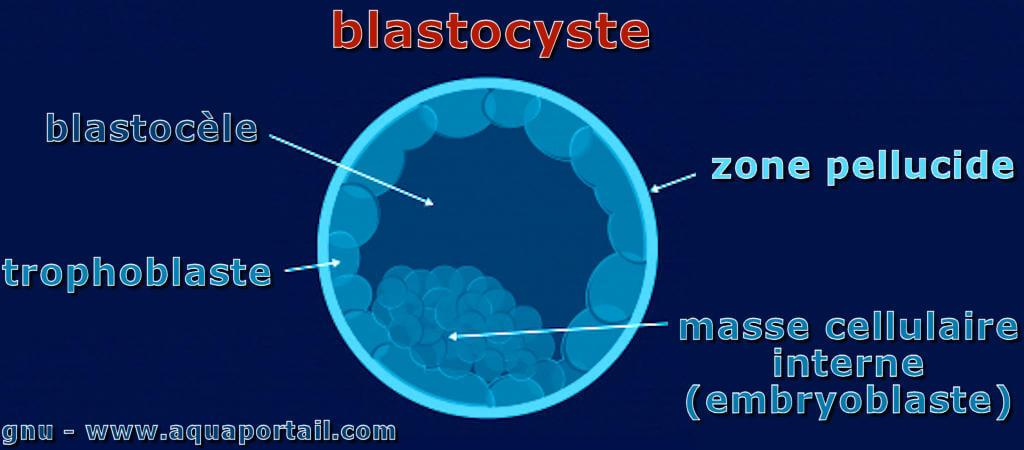 blastocyste
blastocèle
zone pellucide
trophoblaste
masse cellulaire
interne
(embryoblaste)
gnu - www.aquaportail.com